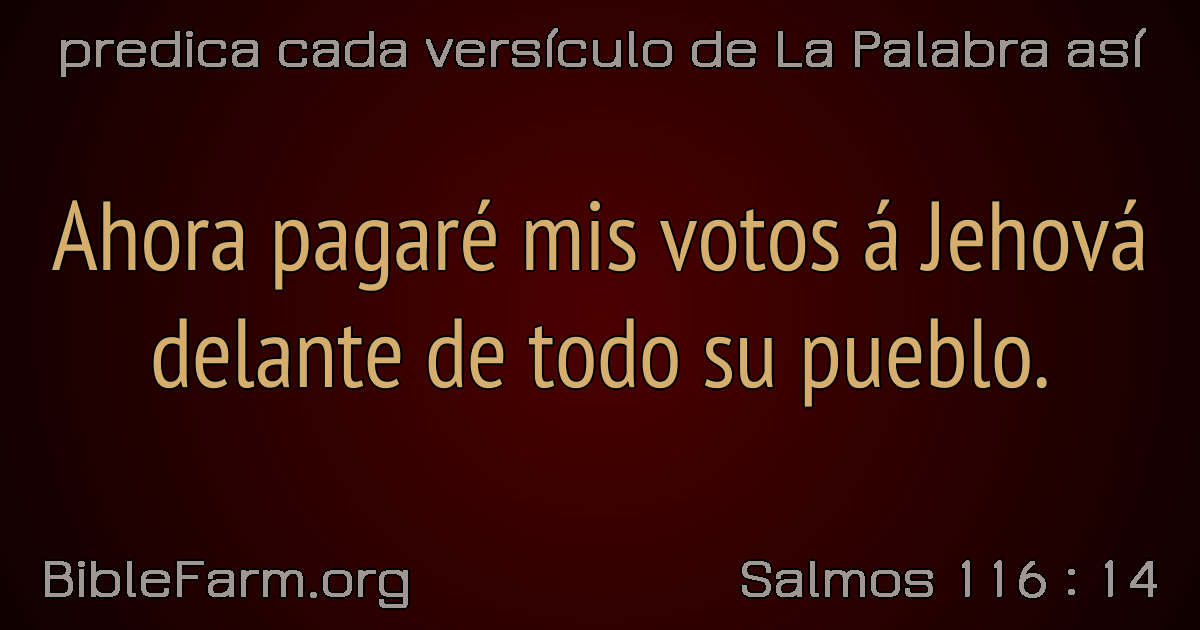 predica cada versículo de La Palabra así
Ahora pagaré mis votos á Jehová
delante de todo su pueblo.
BibleFarm.org
Salmos 116 : 14